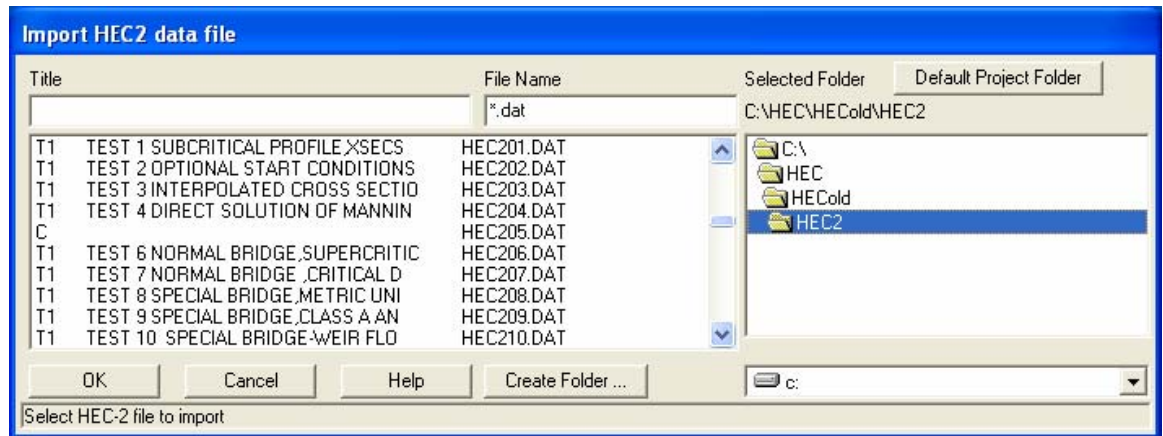 Import HEC2 data file
Title File Name Selected Folder Default Project Folder
*.dat C:\HEC\HECold\HEC2
T1 TEST 1 SUBCRITICAL PROFILE,XSECS HEC201.DAT
T1 TEST 2 OPTIONAL START CONDITIONS HEC202.DAT
T1 TEST 3 INTERPOLATED CROSS SECTIO HEC203.DAT
T1 TEST 4 DIRECT SOLUTION OF MANNIN HEC204.DAT
C HEC205.DAT
T1 TEST 6 NORMAL BRIDGE,SUPERCRITIC HEC206.DAT
T1 TEST 7 NORMAL BRIDGE ,CRITICAL D HEC207.DAT
T1 TEST 8 SPECIAL BRIDGE,METRIC UNI HEC208.DAT
T1 TEST 9 SPECIAL BRIDGE,CLASS A AN HEC209.DAT
T1 TEST 10 SPECIAL BRIDGE-WEIR FLO HEC210.DAT
C:\
HEC
HECold
HEC2
OK Cancel Help Create Folder ... c:
Select HEC-2 file to import